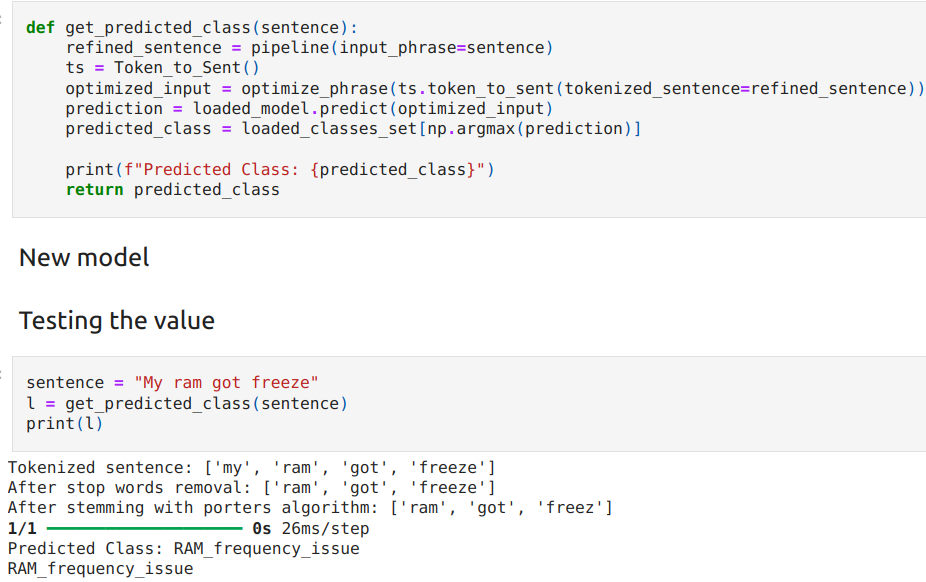 def get_predicted_class(sentence):
    refined_sentence = pipeline(input_phrase=sentence)
    ts = Token_to_Sent()
    optimized_input = optimize_phrase(ts.token_to_sent(tokenized_sentence=refined_sentence))
    prediction = loaded_model.predict(optimized_input)
    predicted_class = loaded_classes_set[np.argmax(prediction)]
    print(f"Predicted Class: {predicted_class}")
    return predicted_class
New model
Testing the value
sentence = "My ram got freeze"
l = get_predicted_class(sentence)
print(l)
Tokenized sentence: ['my', 'ram', 'got', 'freeze']
After stop words removal: ['ram', 'got', 'freeze']
After stemming with porters algorithm: ['ram', 'got', 'freez']
1/1 ━━━━━━━━━━━━━━━━━━━━ 0s 26ms/step
Predicted Class: RAM_frequency_issue
RAM_frequency_issue